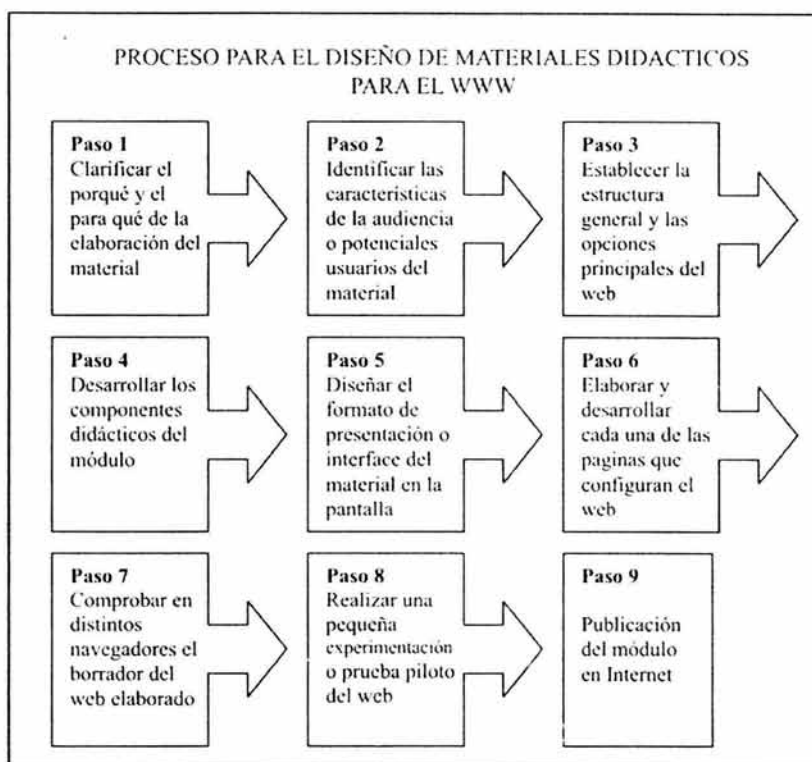 PROCESO PARA EL DISEÑO DE MATERIALES DIDACTICOS
PARA EL WWW
Paso 1
Clarificar el
porqué y el
para qué de la
elaboración del
material
Paso 2
Identificar las
características
de la audiencia
o potenciales
usuarios del
material
Paso 3
Establecer la
estructura
general y las
opciones
principales del
web
Paso 4
Desarrollar los
componentes
didácticos del
módulo
Paso 5
Diseñar el
formato de
presentación o
interface del
material en la
pantalla
Paso 6
Elaborar y
desarrollar
cada una de las
paginas que
configuran el
web
Paso 7
Comprobar en
distintos
navegadores el
borrador del
web elaborado
Paso 8
Realizar una
pequeña
experimentación
o prueba piloto
del web
Paso 9
Publicación
del módulo
en Internet